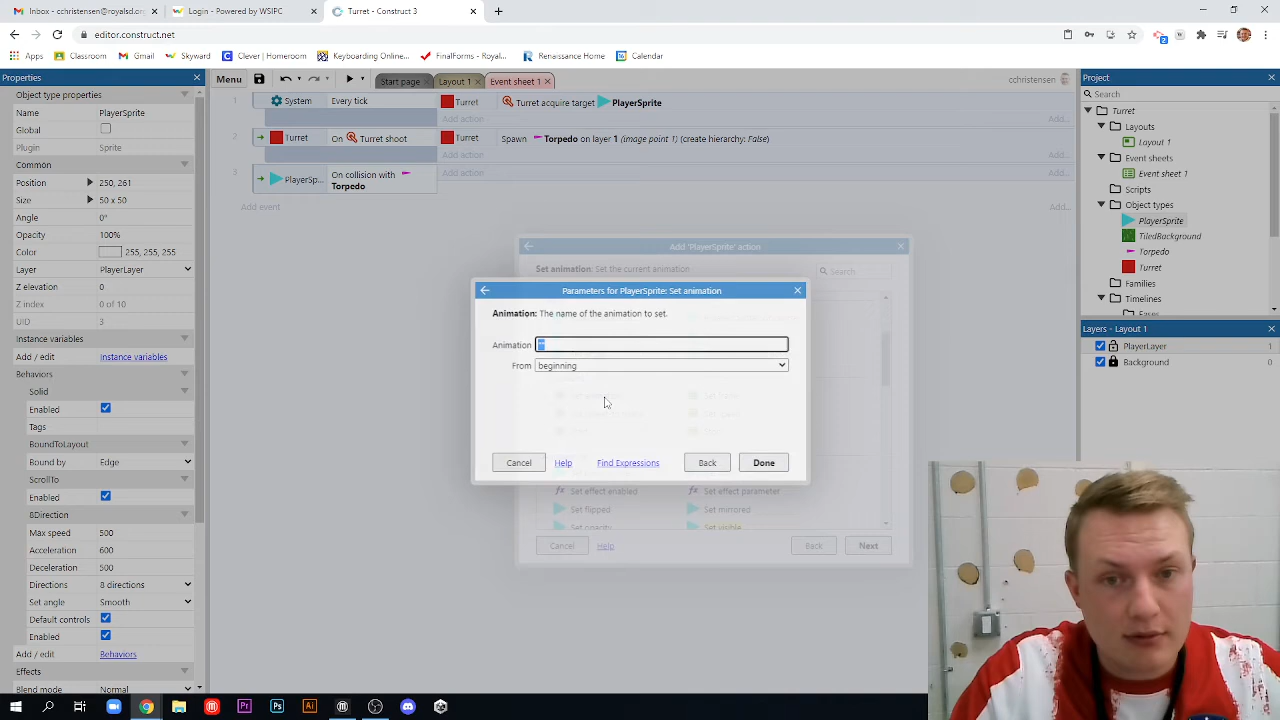 Inbox - cchristensen@royalsd.org
Login - Powered by WSIPC
Turret - Construct 3
editor.construct.net
Apps
Classroom
Gmail
Skyward
Clever | Homeroom
Keyboarding Online...
FinalForms - Royal...
Renaissance Home
Calendar
Properties
Menu
Start page
Layout 1
Event sheet 1
cchristensen
Project
Object type properties
Name PlayerSprite
Global
Plugin Sprite
Common
Position 250, 261
Size 50 x 50
Angle 0°
Opacity 100%
Color 255, 255, 255
Layer PlayerLayer
Z elevation 0
Z index 0 of 10
UID 3
Instance variables
Add / edit Instance variables
Behaviors
Solid
Enabled
Tags
BoundToLayout
Bound by Edge
ScrollTo
Enabled
8Direction
Max speed 500
Acceleration 600
Deceleration 500
Directions 8 directions
Set angle Smooth
Default controls
Enabled
Add / edit Behaviors
Effects
Blend mode Normal
1 System Every tick Turret Turret acquire target PlayerSprite
Add action
2 Turret On Turret shoot Turret Spawn Torpedo on layer 1 (image point 1) (create hierarchy: False)
Add action Add...
3 PlayerSp... On collision with Torpedo Add action Add...
Add event Add...
Add 'PlayerSprite' action
Set animation: Set the current animation
Search
Parameters for PlayerSprite: Set animation
Animation: The name of the animation to set.
Animation ""
From beginning
Cancel Help Find Expressions Back Done
Set effect enabled Set effect parameter
Set flipped Set mirrored
Set opacity Set visible
Cancel Help Back Next
Search
Turret
Layouts
Layout 1
Event sheets
Event sheet 1
Scripts
Object types
PlayerSprite
TiledBackground
Torpedo
Turret
Families
Timelines
Eases
Layers - Layout 1
PlayerLayer 1
Background 0